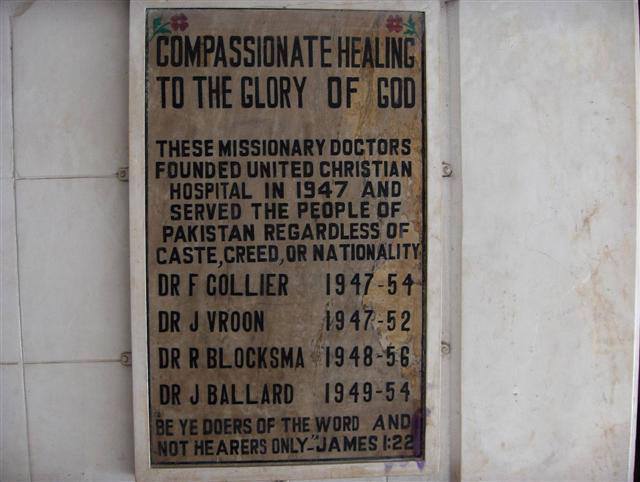 COMPASSIONATE HEALING
TO THE GLORY OF GOD
THESE MISSIONARY DOCTORS
FOUNDED UNITED CHRISTIAN
HOSPITAL IN 1947 AND
SERVED THE PEOPLE OF
PAKISTAN REGARDLESS OF
CASTE, CREED, OR NATIONALITY
DR F COLLIER 1947-54
DR J VROON 1947-52
DR R BLOCKSMA 1948-56
DR J BALLARD 1949-54
"BE YE DOERS OF THE WORD AND
NOT HEARERS ONLY"-JAMES 1:22